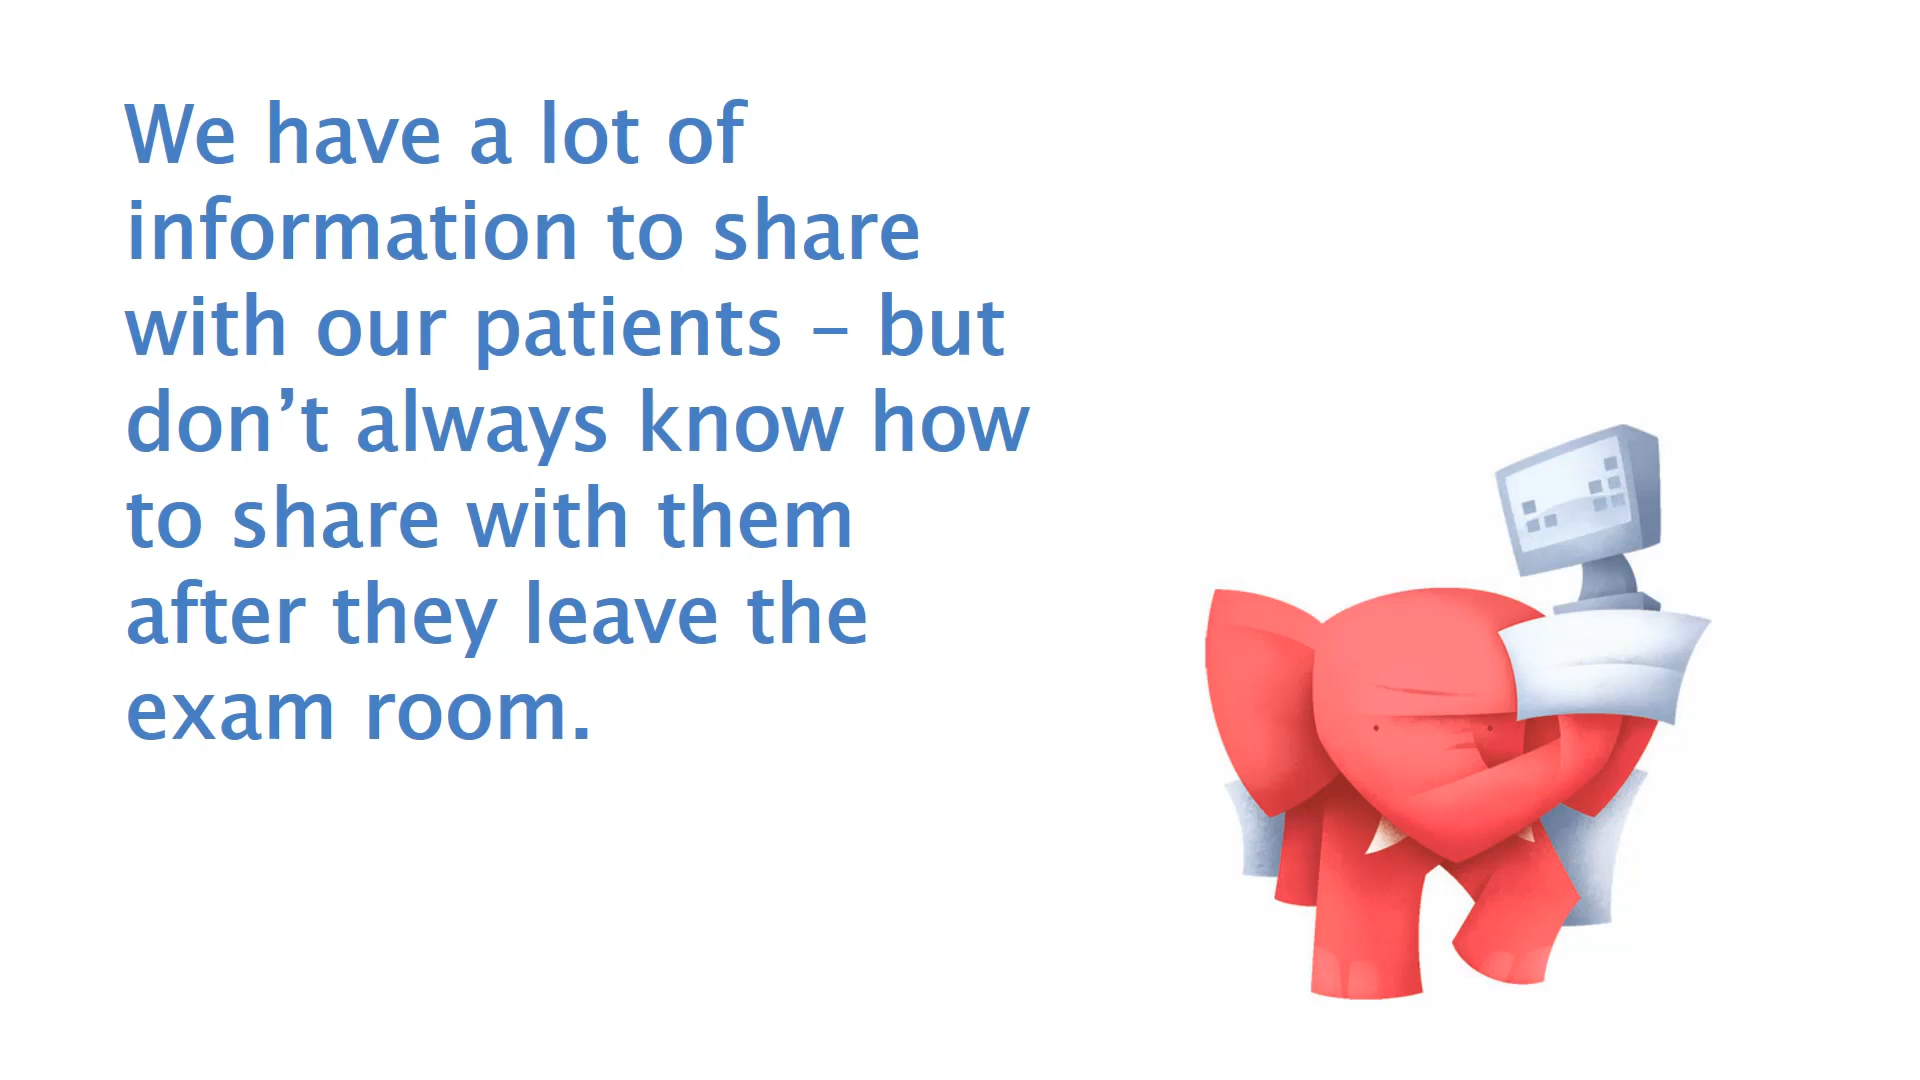 We have a lot of
information to share
with our patients – but
don’t always know how
to share with them
after they leave the
exam room.